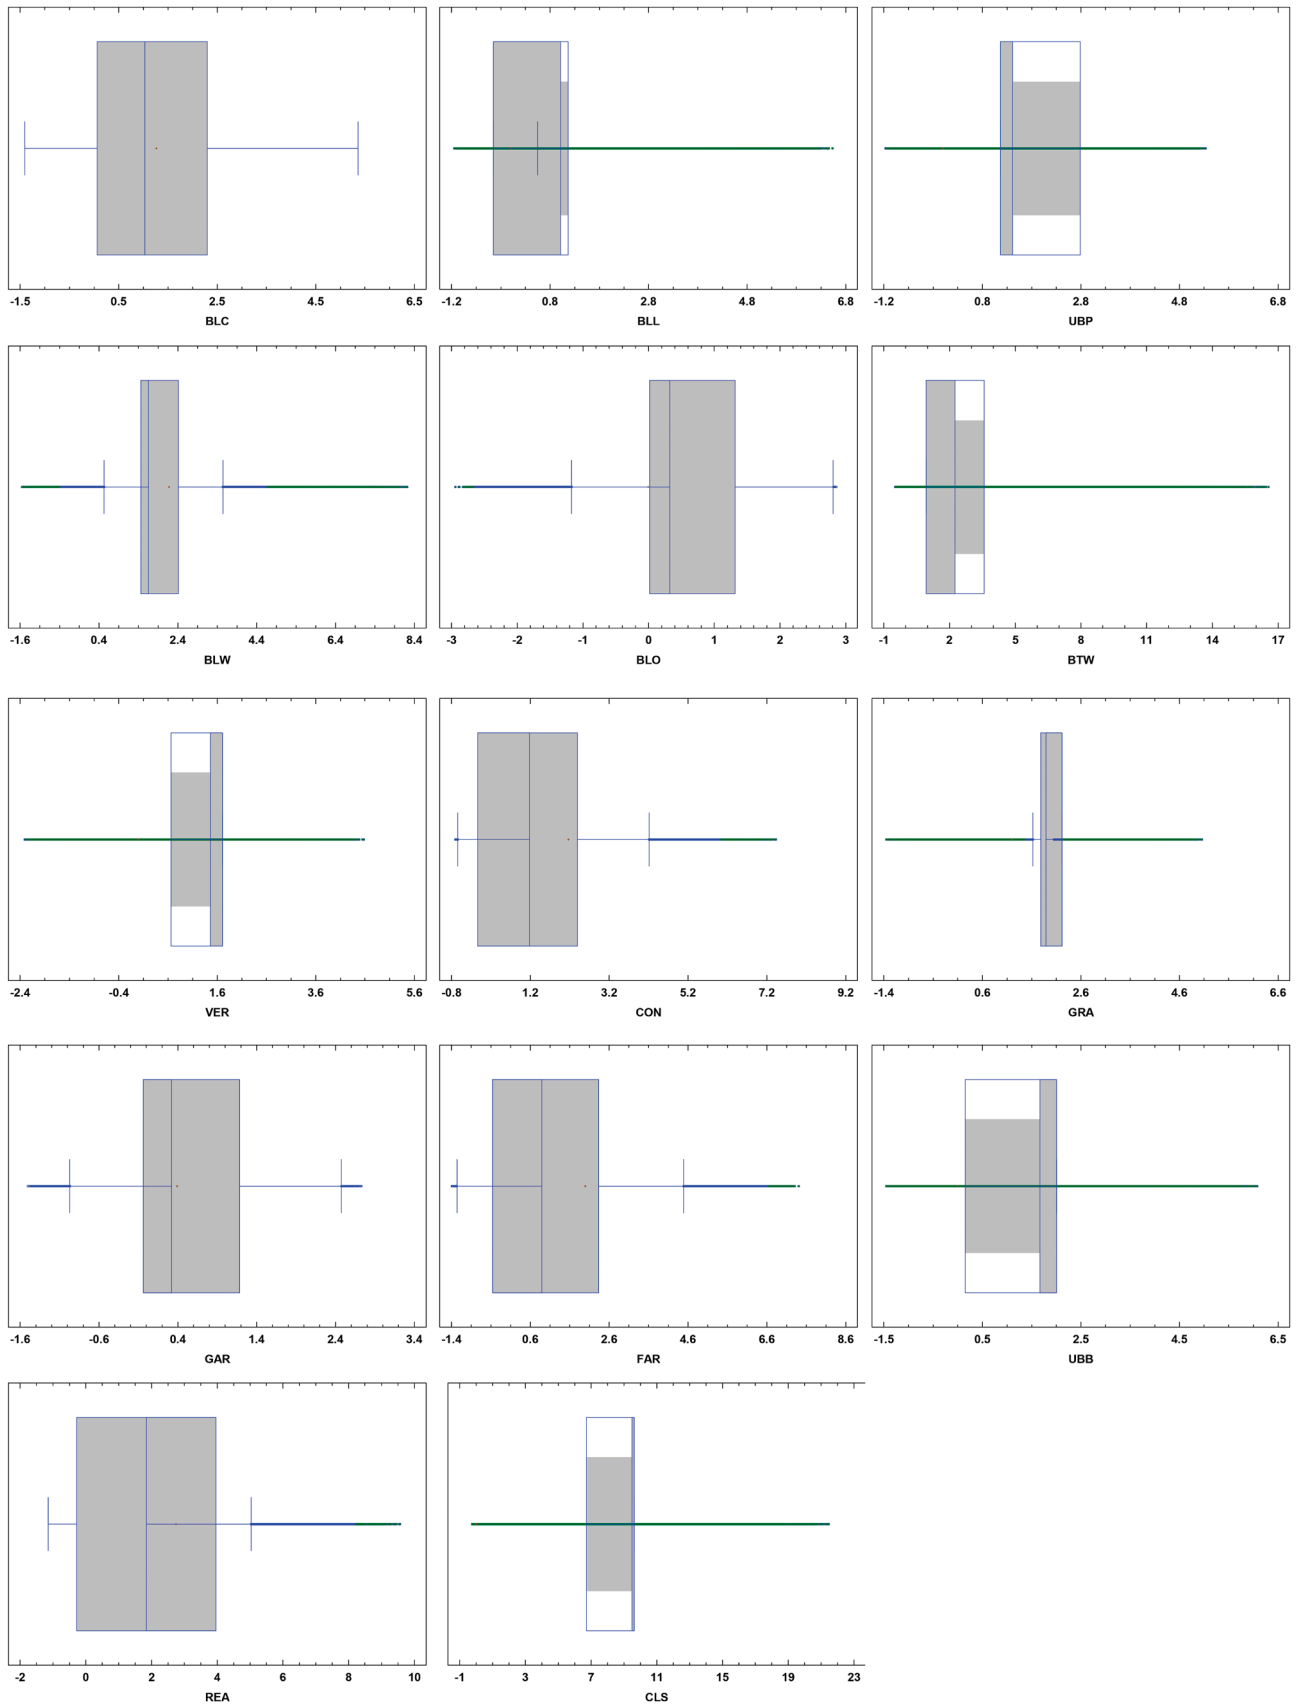 -1.5 0.5 2.5 4.5 6.5
BLC
-1.2 0.8 2.8 4.8 6.8
BLL
-1.2 0.8 2.8 4.8 6.8
UBP
-1.6 0.4 2.4 4.4 6.4 8.4
BLW
-3 -2 -1 0 1 2 3
BLO
-1 2 5 8 11 14 17
BTW
-2.4 -0.4 1.6 3.6 5.6
VER
-0.8 1.2 3.2 5.2 7.2 9.2
CON
-1.4 0.6 2.6 4.6 6.6
GRA
-1.6 -0.6 0.4 1.4 2.4 3.4
GAR
-1.4 0.6 2.6 4.6 6.6 8.6
FAR
-1.5 0.5 2.5 4.5 6.5
UBB
-2 0 2 4 6 8 10
REA
-1 3 7 11 15 19 23
CLS